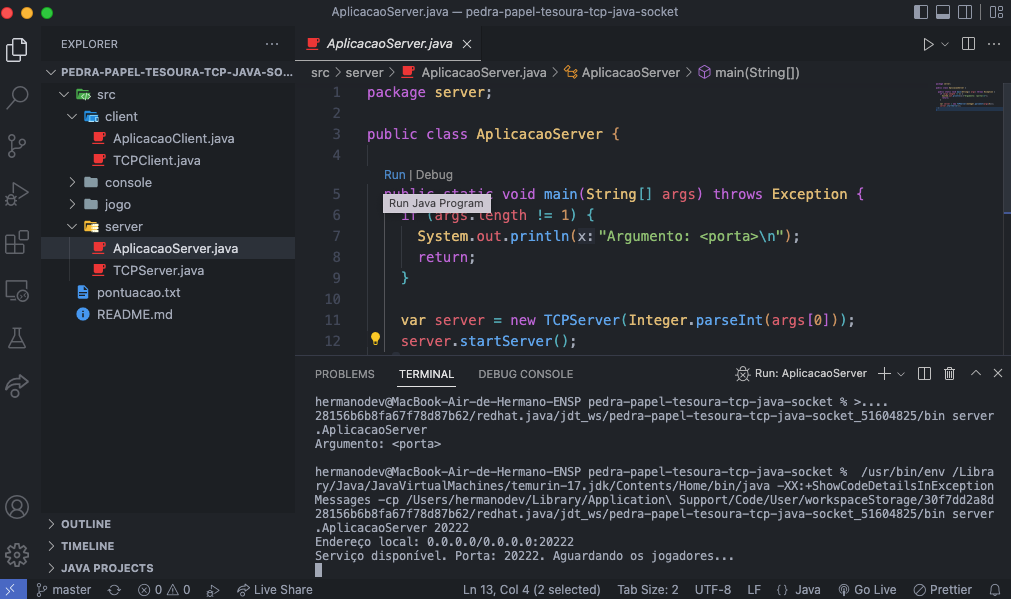 AplicacaoServer.java — pedra-papel-tesoura-tcp-java-socket
EXPLORER
PEDRA-PAPEL-TESOURA-TCP-JAVA-SO...
src
client
AplicacaoClient.java
TCPClient.java
console
jogo
server
AplicacaoServer.java
TCPServer.java
pontuacao.txt
README.md
OUTLINE
TIMELINE
JAVA PROJECTS
AplicacaoServer.java
src > server > AplicacaoServer.java > AplicacaoServer > main(String[])
1 package server;
2
3 public class AplicacaoServer {
4
Run | Debug
5 public static void main(String[] args) throws Exception {
Run Java Program
6 if (args.length != 1) {
7 System.out.println(x: "Argumento: <porta>\n");
8 return;
9 }
10
11 var server = new TCPServer(Integer.parseInt(args[0]));
12 server.startServer();
PROBLEMS TERMINAL DEBUG CONSOLE
Run: AplicacaoServer
hermanodev@MacBook-Air-de-Hermano-ENSP pedra-papel-tesoura-tcp-java-socket % >....
28156b6b8fa67f78d87b62/redhat.java/jdt_ws/pedra-papel-tesoura-tcp-java-socket_51604825/bin server
.AplicacaoServer
Argumento: <porta>
hermanodev@MacBook-Air-de-Hermano-ENSP pedra-papel-tesoura-tcp-java-socket %  /usr/bin/env /Libra
ry/Java/JavaVirtualMachines/temurin-17.jdk/Contents/Home/bin/java -XX:+ShowCodeDetailsInException
Messages -cp /Users/hermanodev/Library/Application\ Support/Code/User/workspaceStorage/30f7dd2a8d
28156b6b8fa67f78d87b62/redhat.java/jdt_ws/pedra-papel-tesoura-tcp-java-socket_51604825/bin server
.AplicacaoServer 20222
Endereço local: 0.0.0.0/0.0.0.0:20222
Serviço disponível. Porta: 20222. Aguardando os jogadores...
master 0 0 Live Share Ln 13, Col 4 (2 selected) Tab Size: 2 UTF-8 LF {} Java Go Live Prettier